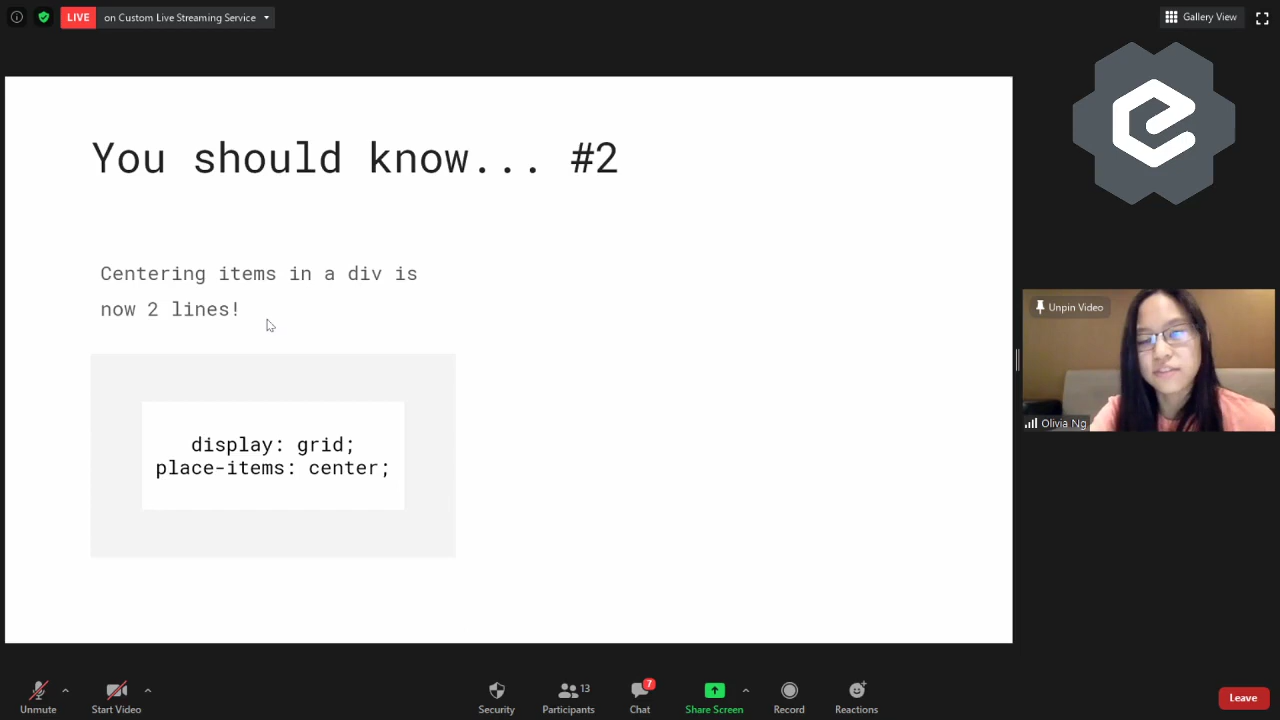 LIVE on Custom Live Streaming Service
Gallery View
You should know... #2
Centering items in a div is
now 2 lines!
display: grid;
place-items: center;
Unpin Video
Olivia Ng
Unmute
Start Video
Security
Participants 13
Chat 7
Share Screen
Record
Reactions
Leave